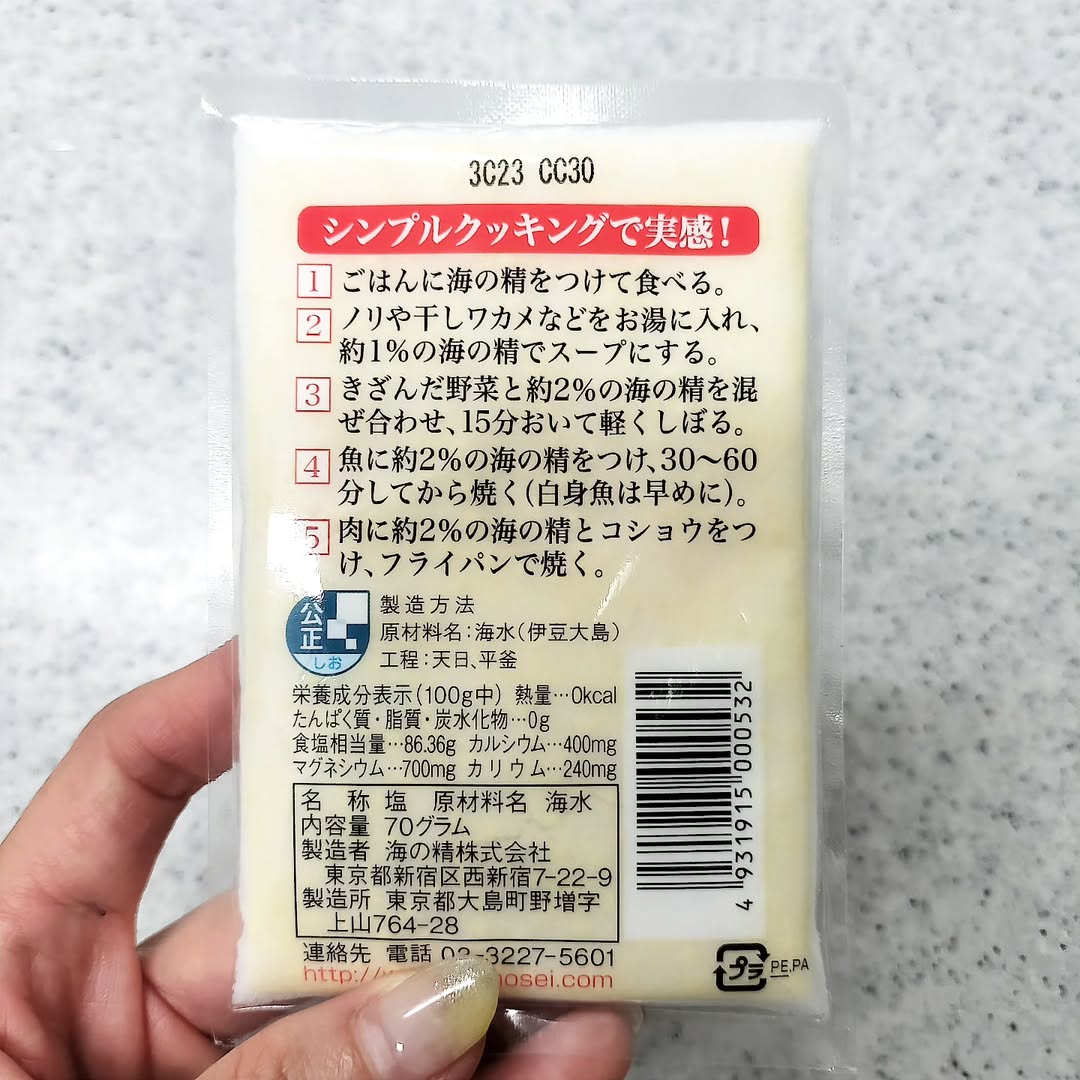 3C23 CC30
シンプルクッキングで実感!
1 ごはんに海の精をつけて食べる。
2 ノリや干しワカメなどをお湯に入れ、
約1%の海の精でスープにする。
3 きざんだ野菜と約2%の海の精を混
ぜ合わせ、15分おいて軽くしぼる。
4 魚に約2%の海の精をつけ、30〜60
分してから焼く(白身魚は早めに)。
5 肉に約2%の海の精とコショウをつ
け、フライパンで焼く。
公正
しお
製造方法
原材料名:海水(伊豆大島)
工程:天日、平釜
栄養成分表示(100g中) 熱量…0kcal
たんぱく質・脂質・炭水化物…0g
食塩相当量…86.36g カルシウム…400mg
マグネシウム…700mg カリウム…240mg
名 称 塩 原材料名 海水
内容量 70グラム
製造者 海の精株式会社
東京都新宿区西新宿7-22-9
製造所 東京都大島町野増字
上山764-28
連絡先 電話 03-3227-5601
http://
nosei.com
4 931915 000532
プラ PE,PA